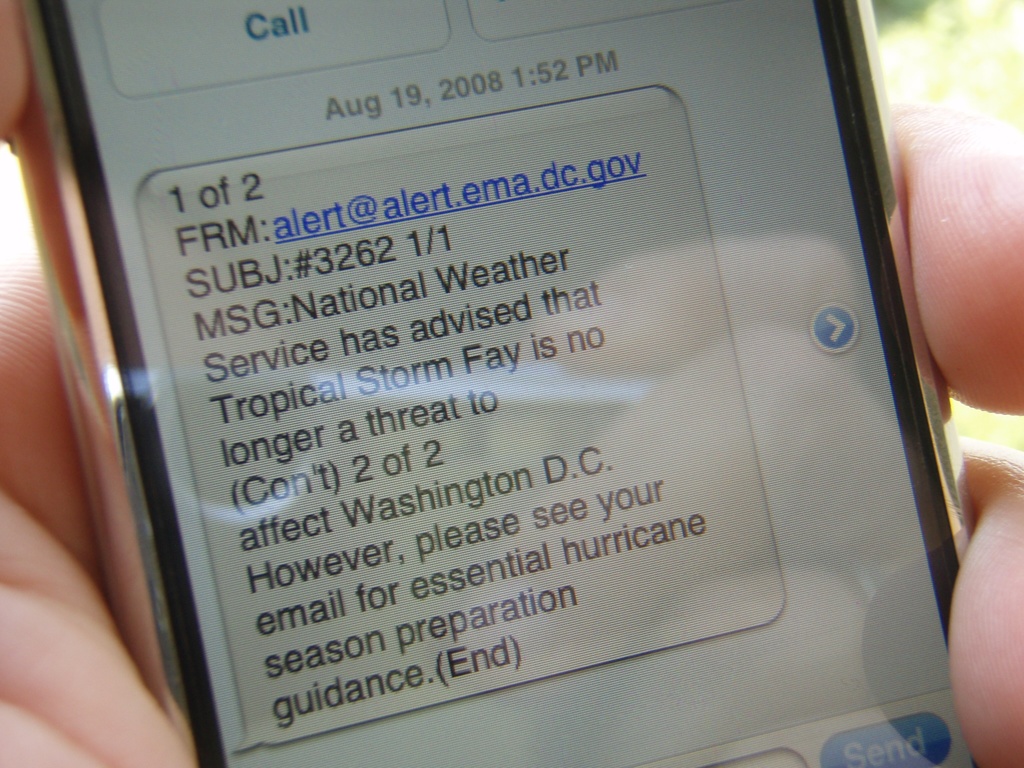 Call
Aug 19, 2008 1:52 PM
1 of 2
FRM:alert@alert.ema.dc.gov
SUBJ:#3262 1/1
MSG:National Weather
Service has advised that
Tropical Storm Fay is no
longer a threat to
(Con't) 2 of 2
affect Washington D.C.
However, please see your
email for essential hurricane
season preparation
guidance.(End)
Send